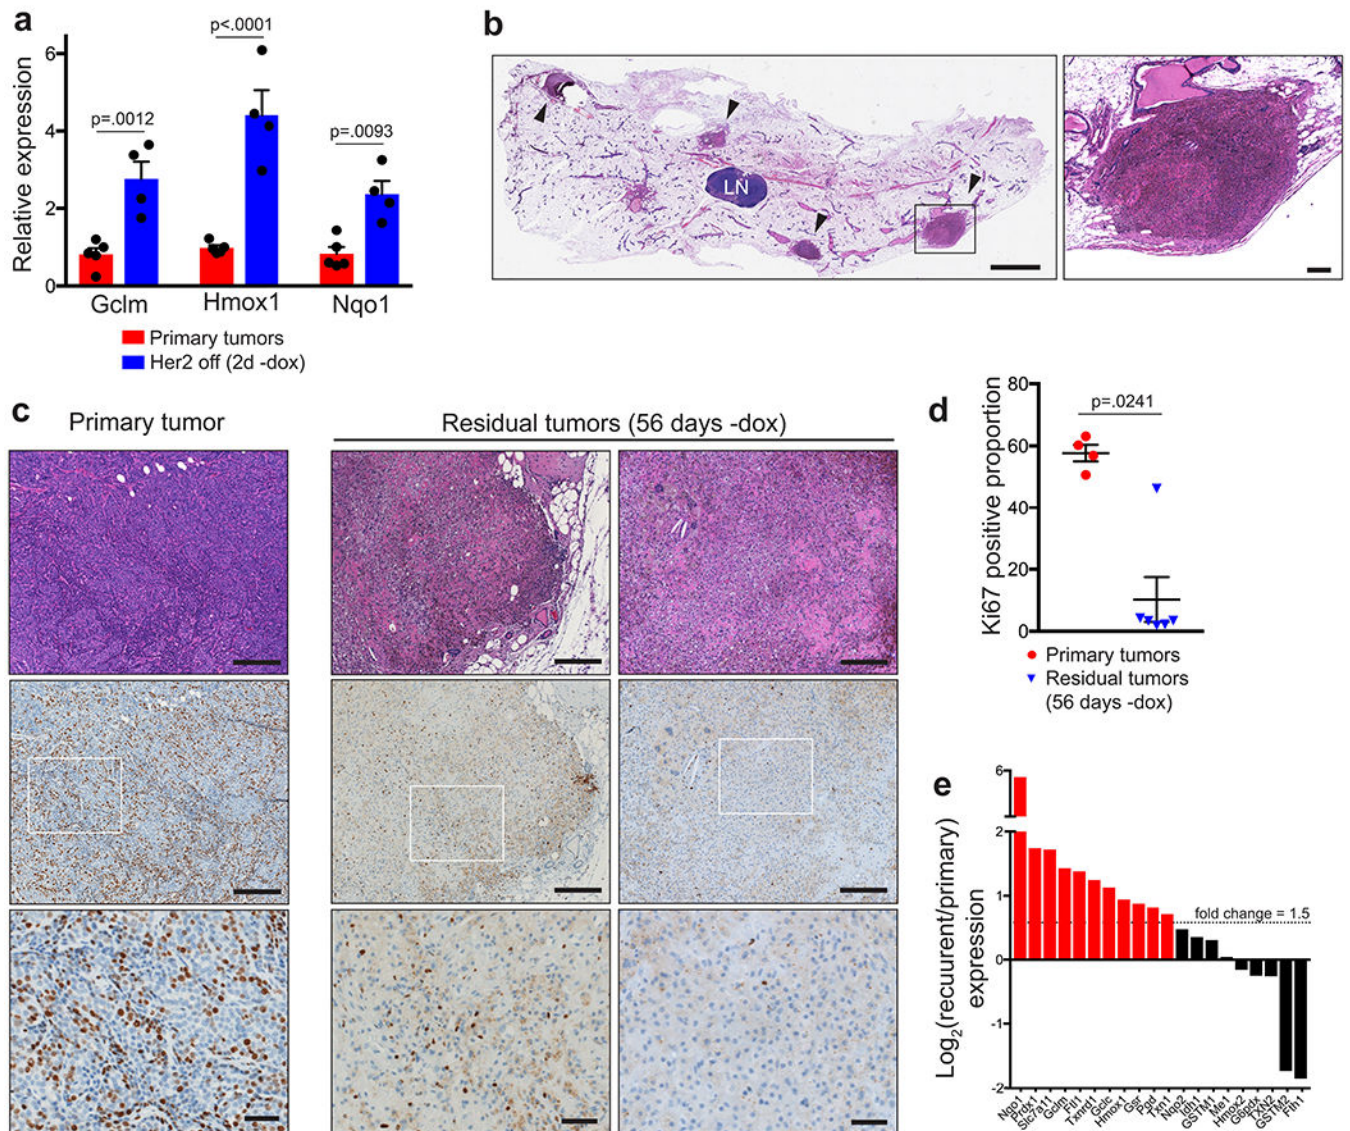 a
Relative expression
6
4
2
0
p=.0012
p<.0001
p=.0093
Gclm
Hmox1
Nqo1
Primary tumors
Her2 off (2d -dox)
b
LN
c
Primary tumor
Residual tumors (56 days -dox)
d
Ki67 positive proportion
80
60
40
20
0
p=.0241
Primary tumors
Residual tumors
(56 days -dox)
e
Log2(recuurent/primary)
expression
6
2
1
0
-1
-2
fold change = 1.5
Nqo1
Prdx1
Slc7a11
Gclm
Ftl1
Txnrd1
Gclc
Hmox1
Gsr
Pgd
Txn1
Nqo2
Idh1
GSTM1
Me1
Hmox2
G6pdx
TXN2
GSTM2
Fth1